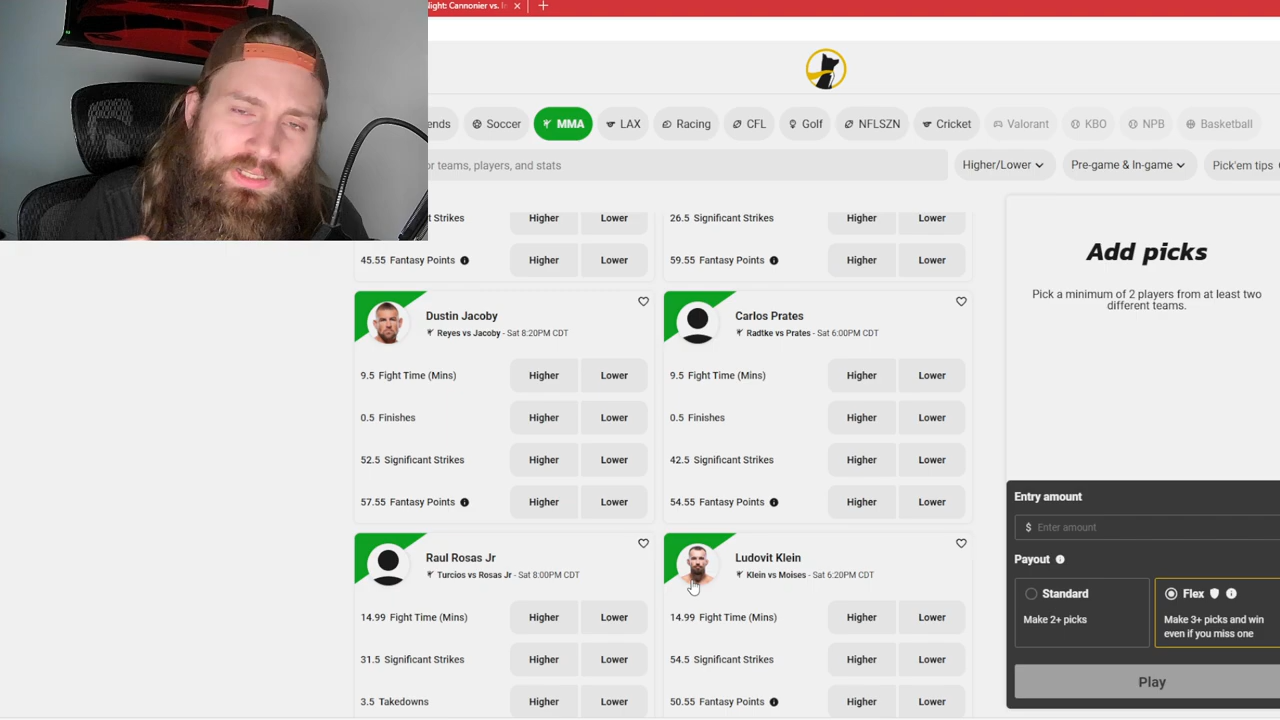 Night: Cannonier vs. I
ends
Soccer
MMA
LAX
Racing
CFL
Golf
NFLSZN
Cricket
Valorant
KBO
NPB
Basketball
or teams, players, and stats
Higher/Lower
Pre-game & In-game
Pick'em tips
t Strikes Higher Lower
45.55 Fantasy Points Higher Lower
26.5 Significant Strikes Higher Lower
59.55 Fantasy Points Higher Lower
Dustin Jacoby
Reyes vs Jacoby - Sat 8:20PM CDT
9.5 Fight Time (Mins) Higher Lower
0.5 Finishes Higher Lower
52.5 Significant Strikes Higher Lower
57.55 Fantasy Points Higher Lower
Carlos Prates
Radtke vs Prates - Sat 6:00PM CDT
9.5 Fight Time (Mins) Higher Lower
0.5 Finishes Higher Lower
42.5 Significant Strikes Higher Lower
54.55 Fantasy Points Higher Lower
Raul Rosas Jr
Turcios vs Rosas Jr - Sat 8:00PM CDT
14.99 Fight Time (Mins) Higher Lower
31.5 Significant Strikes Higher Lower
3.5 Takedowns Higher Lower
Ludovit Klein
Klein vs Moises - Sat 6:20PM CDT
14.99 Fight Time (Mins) Higher Lower
54.5 Significant Strikes Higher Lower
50.55 Fantasy Points Higher Lower
Add picks
Pick a minimum of 2 players from at least two
different teams.
Entry amount
$ Enter amount
Payout
Standard
Make 2+ picks
Flex
Make 3+ picks and win
even if you miss one
Play